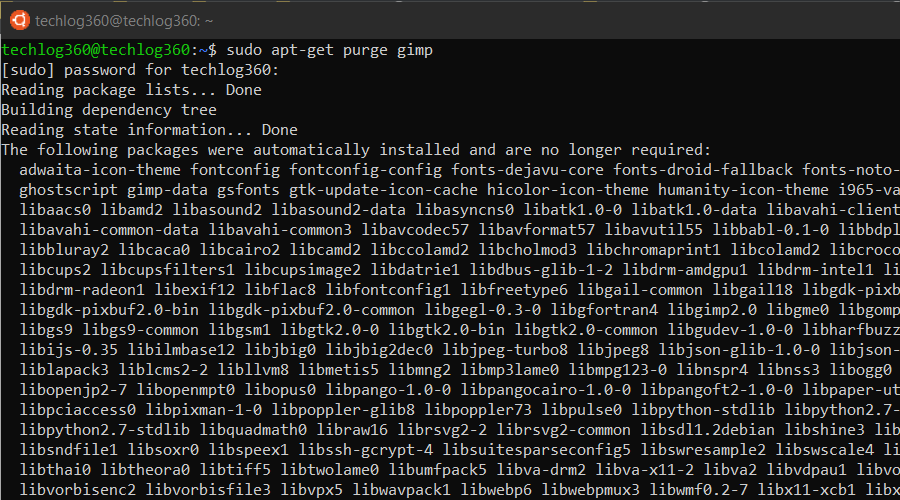 techlog360@techlog360: ~
techlog360@techlog360:~$ sudo apt-get purge gimp
[sudo] password for techlog360:
Reading package lists... Done
Building dependency tree
Reading state information... Done
The following packages were automatically installed and are no longer required:
adwaita-icon-theme fontconfig fontconfig-config fonts-dejavu-core fonts-droid-fallback fonts-noto-
ghostscript gimp-data gsfonts gtk-update-icon-cache hicolor-icon-theme humanity-icon-theme i965-va
libaacs0 libamd2 libasound2 libasound2-data libasyncns0 libatk1.0-0 libatk1.0-data libavahi-client
libavahi-common-data libavahi-common3 libavcodec57 libavformat57 libavutil55 libbabl-0.1-0 libbdpl
libbluray2 libcaca0 libcairo2 libcamd2 libccolamd2 libcholmod3 libchromaprint1 libcolamd2 libcroco
libcups2 libcupsfilters1 libcupsimage2 libdatrie1 libdbus-glib-1-2 libdrm-amdgpu1 libdrm-intel1 li
libdrm-radeon1 libexif12 libflac8 libfontconfig1 libfreetype6 libgail-common libgail18 libgdk-pixb
libgdk-pixbuf2.0-bin libgdk-pixbuf2.0-common libgegl-0.3-0 libgfortran4 libgimp2.0 libgme0 libgomp
libgs9 libgs9-common libgsm1 libgtk2.0-0 libgtk2.0-bin libgtk2.0-common libgudev-1.0-0 libharfbuzz
libijs-0.35 libilmbase12 libjbig0 libjbig2dec0 libjpeg-turbo8 libjpeg8 libjson-glib-1.0-0 libjson-
liblapack3 liblcms2-2 libllvm8 libmetis5 libmng2 libmp3lame0 libmpg123-0 libnspr4 libnss3 libogg0
libopenjp2-7 libopenmpt0 libopus0 libpango-1.0-0 libpangocairo-1.0-0 libpangoft2-1.0-0 libpaper-ut
libpciaccess0 libpixman-1-0 libpoppler-glib8 libpoppler73 libpulse0 libpython-stdlib libpython2.7-
libpython2.7-stdlib libquadmath0 libraw16 librsvg2-2 librsvg2-common libsdl1.2debian libshine3 lib
libsndfile1 libsoxr0 libspeex1 libssh-gcrypt-4 libsuitesparseconfig5 libswresample2 libswscale4 li
libthai0 libtheora0 libtiff5 libtwolame0 libumfpack5 libva-drm2 libva-x11-2 libva2 libvdpau1 libvo
libvorbisenc2 libvorbisfile3 libvpx5 libwavpack1 libwebp6 libwebpmux3 libwmf0.2-7 libx11-xcb1 libx